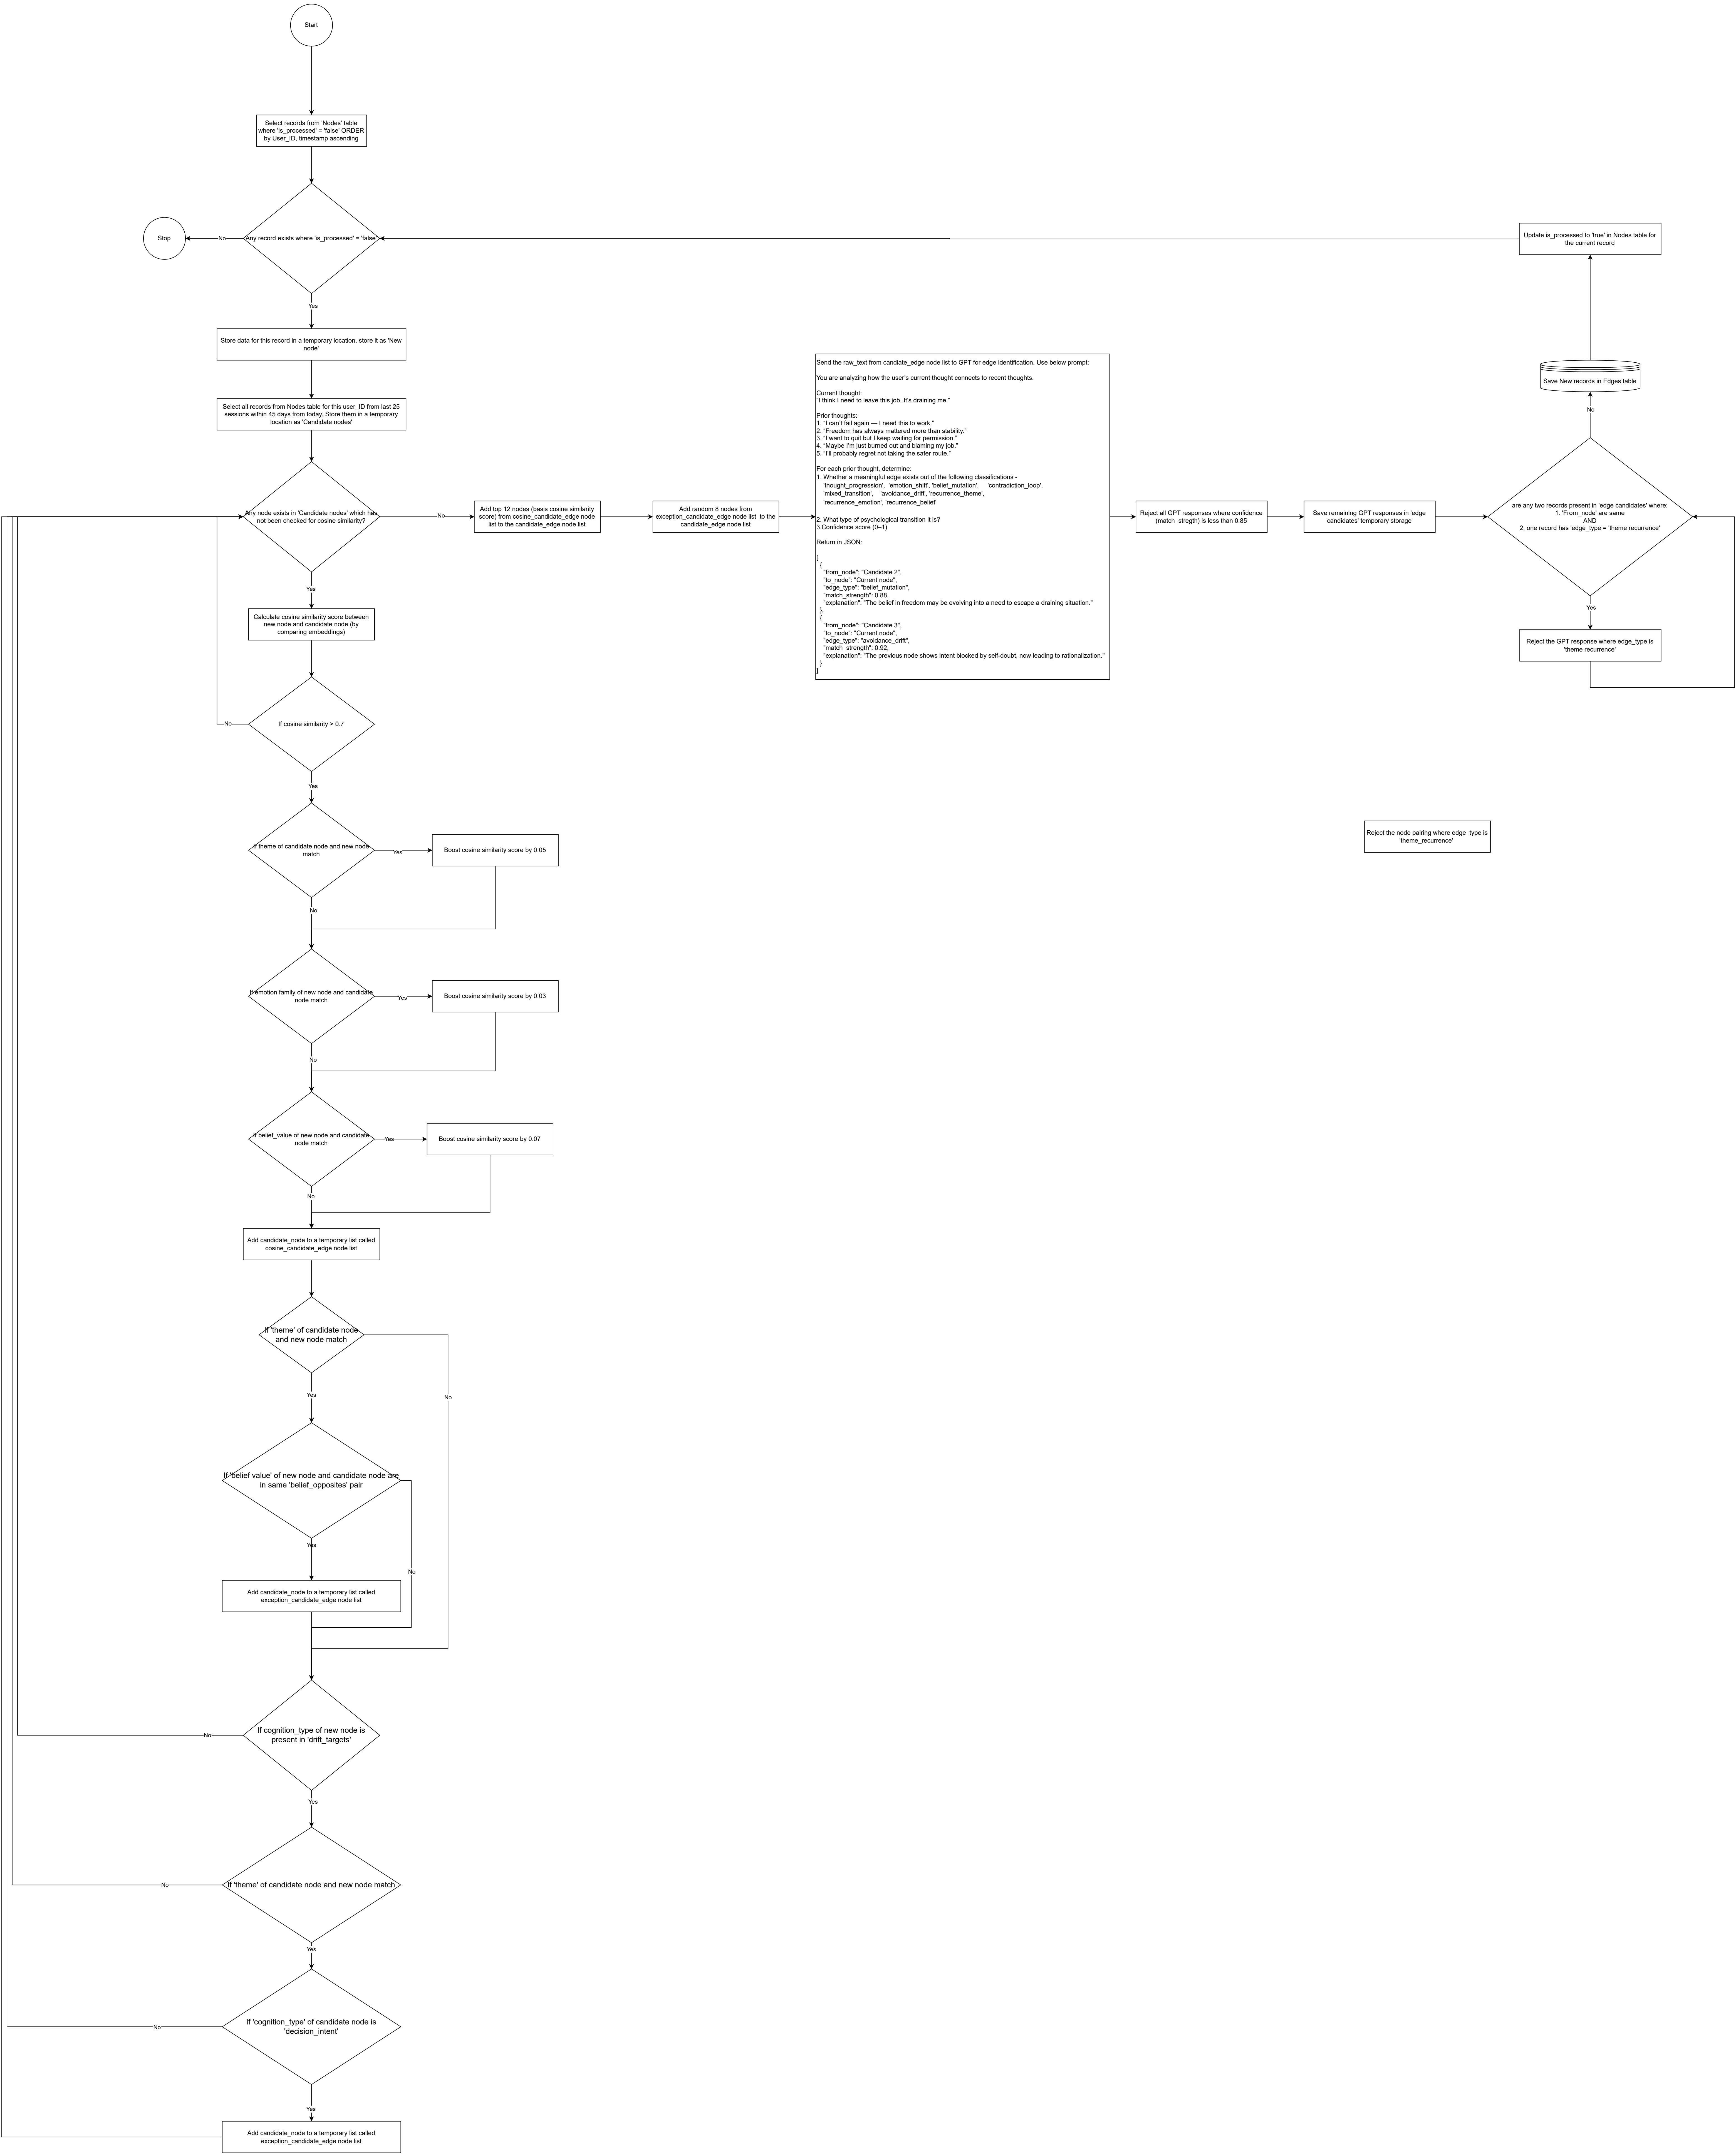 Start
Select records from 'Nodes' table
where 'is_processed' = 'false' ORDER
by User_ID, timestamp ascending
Any record exists where 'is_processed' = 'false'
No
Stop
Yes
Update is_processed to 'true' in Nodes table for
the current record
Store data for this record in a temporary location. store it as 'New
node'
Select all records from Nodes table for this user_ID from last 25
sessions within 45 days from today. Store them in a temporary
location as 'Candidate nodes'
Any node exists in 'Candidate nodes' which has
not been checked for cosine similarity?
No
Add top 12 nodes (basis cosine similarity
score) from cosine_candidate_edge node
list to the candidate_edge node list
Add random 8 nodes from
exception_candidate_edge node list  to the
candidate_edge node list
Send the raw_text from candiate_edge node list to GPT for edge identification. Use below prompt:
You are analyzing how the user's current thought connects to recent thoughts.
Current thought:
"I think I need to leave this job. It's draining me."
Prior thoughts:
1. "I can't fail again — I need this to work."
2. "Freedom has always mattered more than stability."
3. "I want to quit but I keep waiting for permission."
4. "Maybe I'm just burned out and blaming my job."
5. "I'll probably regret not taking the safer route."
For each prior thought, determine:
1. Whether a meaningful edge exists out of the following classifications -
'thought_progression',  'emotion_shift', 'belief_mutation',    'contradiction_loop',
'mixed_transition',    'avoidance_drift', 'recurrence_theme',
'recurrence_emotion', 'recurrence_belief'
2. What type of psychological transition it is?
3.Confidence score (0–1)
Return in JSON:
[
{
"from_node": "Candidate 2",
"to_node": "Current node",
"edge_type": "belief_mutation",
"match_strength": 0.88,
"explanation": "The belief in freedom may be evolving into a need to escape a draining situation."
},
{
"from_node": "Candidate 3",
"to_node": "Current node",
"edge_type": "avoidance_drift",
"match_strength": 0.92,
"explanation": "The previous node shows intent blocked by self-doubt, now leading to rationalization."
}
]
Reject all GPT responses where confidence
(match_stregth) is less than 0.85
Save remaining GPT responses in 'edge
candidates' temporary storage
are any two records present in 'edge candidates' where:
1. 'From_node' are same
AND
2, one record has 'edge_type = 'theme recurrence'
No
Save New records in Edges table
Yes
Reject the GPT response where edge_type is
'theme recurrence'
Yes
Calculate cosine similarity score between
new node and candidate node (by
comparing embeddings)
If cosine similarity > 0.7
No
Yes
If theme of candidate node and new node
match
Yes
Boost cosine similarity score by 0.05
Reject the node pairing where edge_type is
'theme_recurrence'
No
If emotion family of new node and candidate
node match
Yes
Boost cosine similarity score by 0.03
No
If belief_value of new node and candidate
node match
Yes
Boost cosine similarity score by 0.07
No
Add candidate_node to a temporary list called
cosine_candidate_edge node list
If 'theme' of candidate node
and new node match
Yes
No
If 'belief value' of new node and candidate node are
in same 'belief_opposites' pair
Yes
No
Add candidate_node to a temporary list called
exception_candidate_edge node list
If cognition_type of new node is
present in 'drift_targets'
No
Yes
If 'theme' of candidate node and new node match
No
Yes
If 'cognition_type' of candidate node is
'decision_intent'
No
Yes
Add candidate_node to a temporary list called
exception_candidate_edge node list